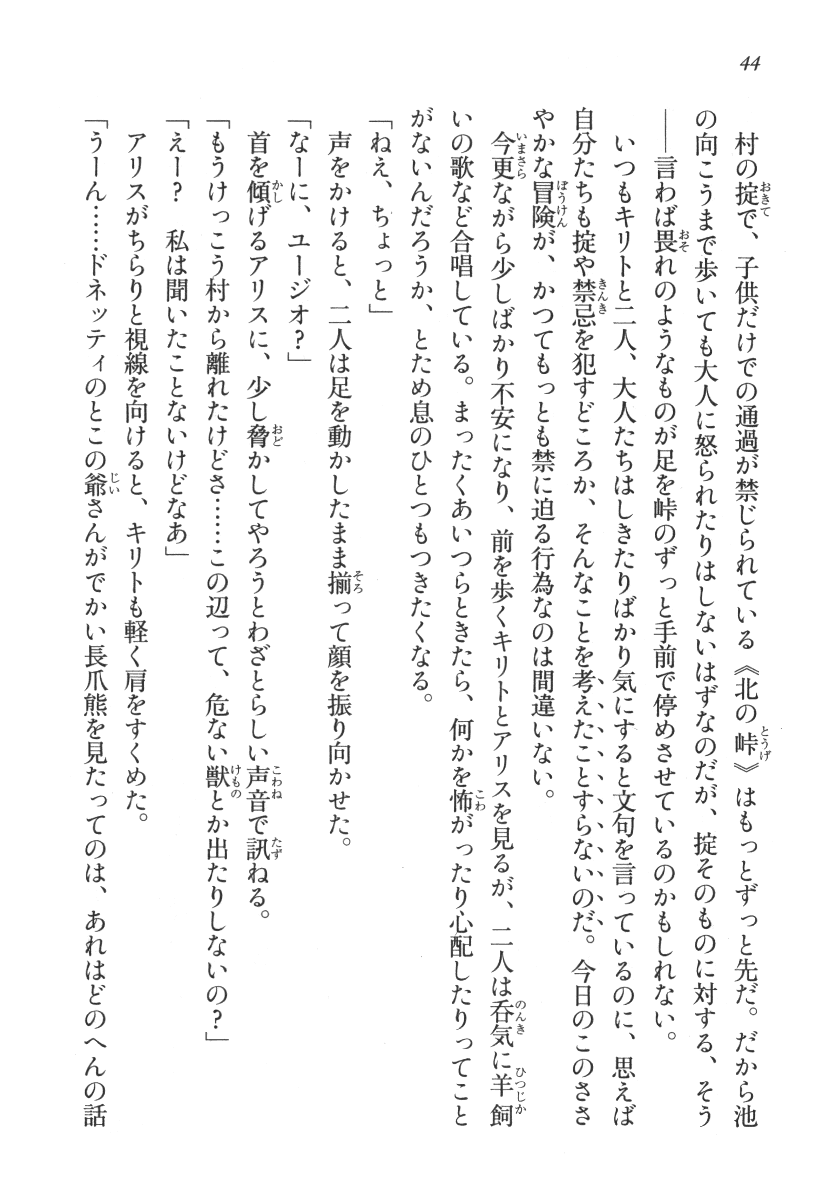 44
村の掟で、子供だけでの通過が禁じられている《北の峠》はもっとずっと先だ。だから池
の向こうまで歩いても大人に怒られたりはしないはずなのだが、掟そのものに対する、そう
――言わば畏れのようなものが足を峠のずっと手前で停めさせているのかもしれない。
いつもキリトと二人、大人たちはしきたりばかり気にすると文句を言っているのに、思えば
自分たちも掟や禁忌を犯すどころか、そんなことを考えたことすらないのだ。今日のこのささ
やかな冒険が、かつてもっとも禁に迫る行為なのは間違いない。
今更ながら少しばかり不安になり、前を歩くキリトとアリスを見るが、二人は呑気に羊飼
いの歌など合唱している。まったくあいつらときたら、何かを怖がったり心配したりってこと
がないんだろうか、とため息のひとつもつきたくなる。
「ねえ、ちょっと」
声をかけると、二人は足を動かしたまま揃って顔を振り向かせた。
「なーに、ユージオ?」
首を傾げるアリスに、少し脅かしてやろうとわざとらしい声音で訊ねる。
「もうけっこう村から離れたけどさ……この辺って、危ない獣とか出たりしないの?」
「えー?　私は聞いたことないけどなあ」
アリスがちらりと視線を向けると、キリトも軽く肩をすくめた。
「うーん……ドネッティのとこの爺さんがでかい長爪熊を見たってのは、あれはどのへんの話